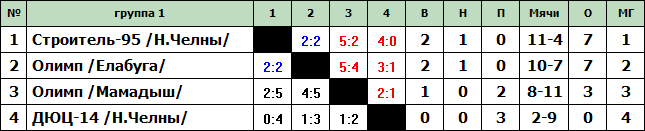 № группа 1 1 2 3 4 В Н П Мячи О МГ
1 Строитель-95 /Н.Челны/ 2:2 5:2 4:0 2 1 0 11-4 7 1
2 Олимп /Елабуга/ 2:2 5:4 3:1 2 1 0 10-7 7 2
3 Олимп /Мамадыш/ 2:5 4:5 2:1 1 0 2 8-11 3 3
4 ДЮЦ-14 /Н.Челны/ 0:4 1:3 1:2 0 0 3 2-9 0 4